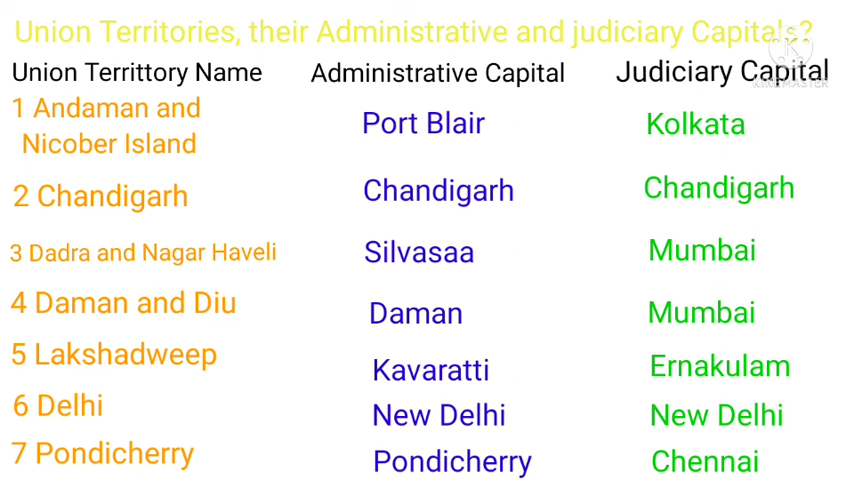 Union Territories, their Administrative and judiciary Capitals?
Union Territtory Name Administrative Capital Judiciary Capital
1 Andaman and
Nicober Island Port Blair Kolkata
2 Chandigarh Chandigarh Chandigarh
3 Dadra and Nagar Haveli Silvasaa Mumbai
4 Daman and Diu Daman Mumbai
5 Lakshadweep Kavaratti Ernakulam
6 Delhi New Delhi New Delhi
7 Pondicherry Pondicherry Chennai
K
KINEMASTER